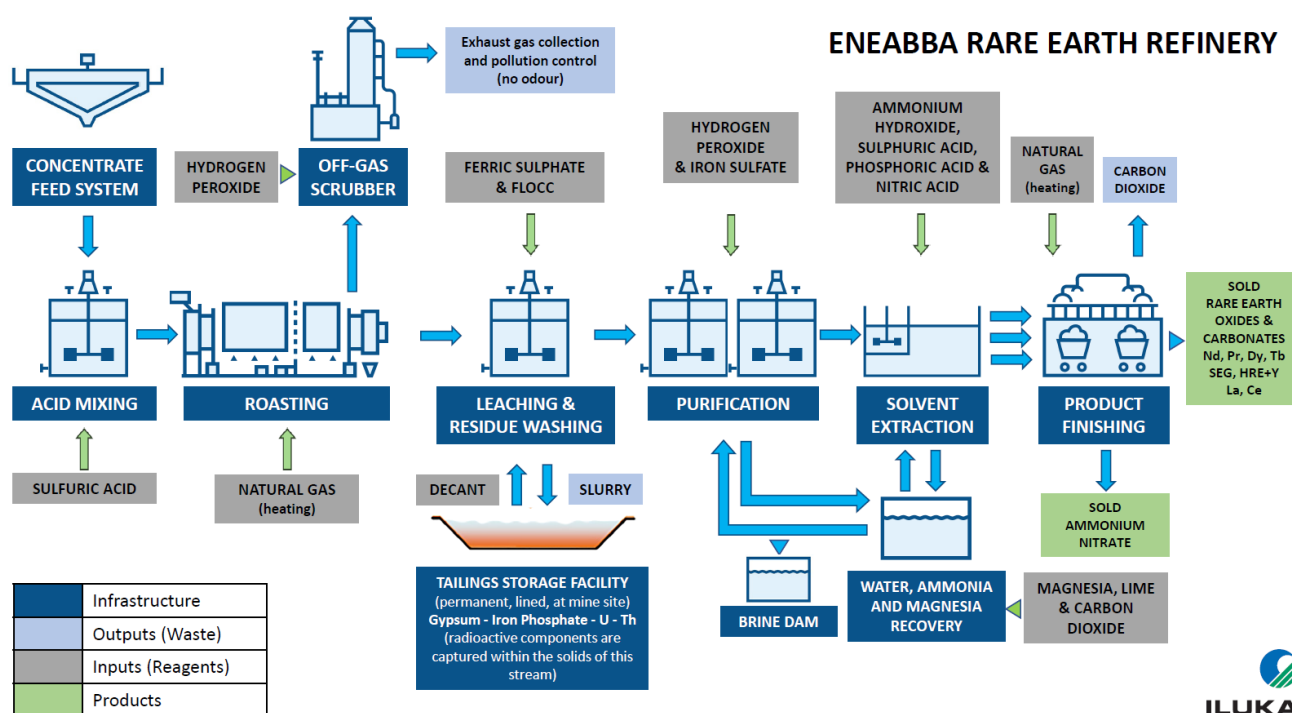 ENEABBA RARE EARTH REFINERY
Exhaust gas collection
and pollution control
(no odour)
CONCENTRATE
FEED SYSTEM
HYDROGEN
PEROXIDE
OFF-GAS
SCRUBBER
FERRIC SULPHATE
& FLOCC
HYDROGEN
PEROXIDE
& IRON SULFATE
AMMONIUM
HYDROXIDE,
SULPHURIC ACID,
PHOSPHORIC ACID &
NITRIC ACID
NATURAL
GAS
(heating)
CARBON
DIOXIDE
SOLD
RARE EARTH
OXIDES &
CARBONATES
Nd, Pr, Dy, Tb
SEG, HRE+Y
La, Ce
ACID MIXING
ROASTING
LEACHING &
RESIDUE WASHING
PURIFICATION
SOLVENT
EXTRACTION
PRODUCT
FINISHING
SULFURIC ACID
NATURAL GAS
(heating)
DECANT
SLURRY
SOLD
AMMONIUM
NITRATE
TAILINGS STORAGE FACILITY
(permanent, lined, at mine site)
Gypsum - Iron Phosphate - U - Th
(radioactive components are
captured within the solids of this
stream)
BRINE DAM
WATER, AMMONIA
AND MAGNESIA
RECOVERY
MAGNESIA, LIME
& CARBON
DIOXIDE
Infrastructure
Outputs (Waste)
Inputs (Reagents)
Products
ILUKA